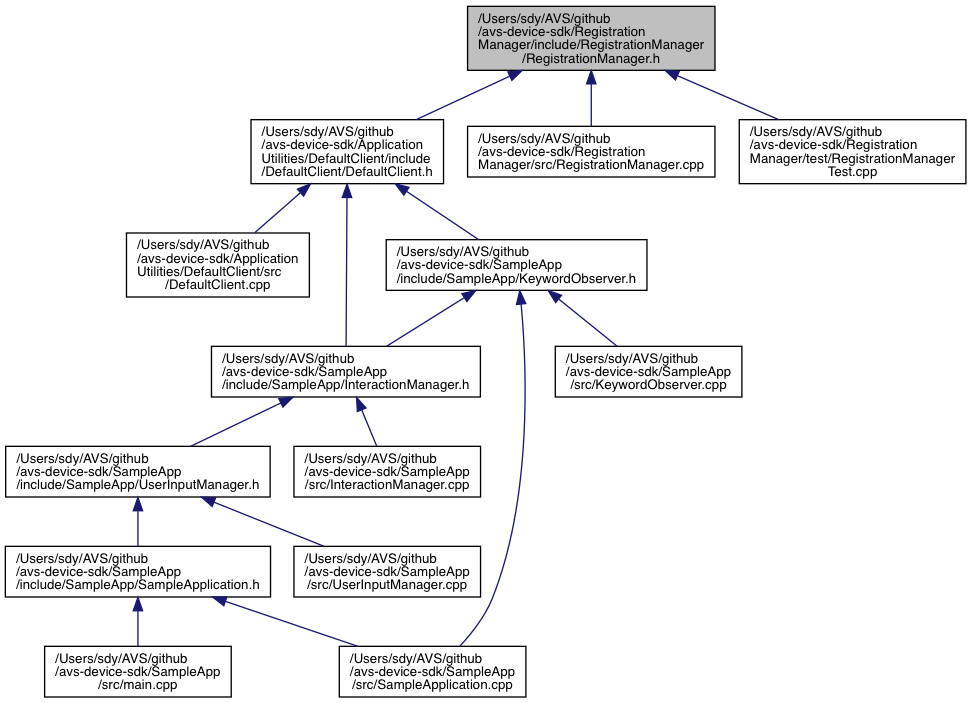 /Users/sdy/AVS/github
/avs-device-sdk/Registration
Manager/include/RegistrationManager
/RegistrationManager.h
/Users/sdy/AVS/github
/avs-device-sdk/Application
Utilities/DefaultClient/include
/DefaultClient/DefaultClient.h
/Users/sdy/AVS/github
/avs-device-sdk/Registration
Manager/src/RegistrationManager.cpp
/Users/sdy/AVS/github
/avs-device-sdk/Registration
Manager/test/RegistrationManager
Test.cpp
/Users/sdy/AVS/github
/avs-device-sdk/Application
Utilities/DefaultClient/src
/DefaultClient.cpp
/Users/sdy/AVS/github
/avs-device-sdk/SampleApp
/include/SampleApp/KeywordObserver.h
/Users/sdy/AVS/github
/avs-device-sdk/SampleApp
/include/SampleApp/InteractionManager.h
/Users/sdy/AVS/github
/avs-device-sdk/SampleApp
/src/KeywordObserver.cpp
/Users/sdy/AVS/github
/avs-device-sdk/SampleApp
/include/SampleApp/UserInputManager.h
/Users/sdy/AVS/github
/avs-device-sdk/SampleApp
/src/InteractionManager.cpp
/Users/sdy/AVS/github
/avs-device-sdk/SampleApp
/include/SampleApp/SampleApplication.h
/Users/sdy/AVS/github
/avs-device-sdk/SampleApp
/src/UserInputManager.cpp
/Users/sdy/AVS/github
/avs-device-sdk/SampleApp
/src/main.cpp
/Users/sdy/AVS/github
/avs-device-sdk/SampleApp
/src/SampleApplication.cpp